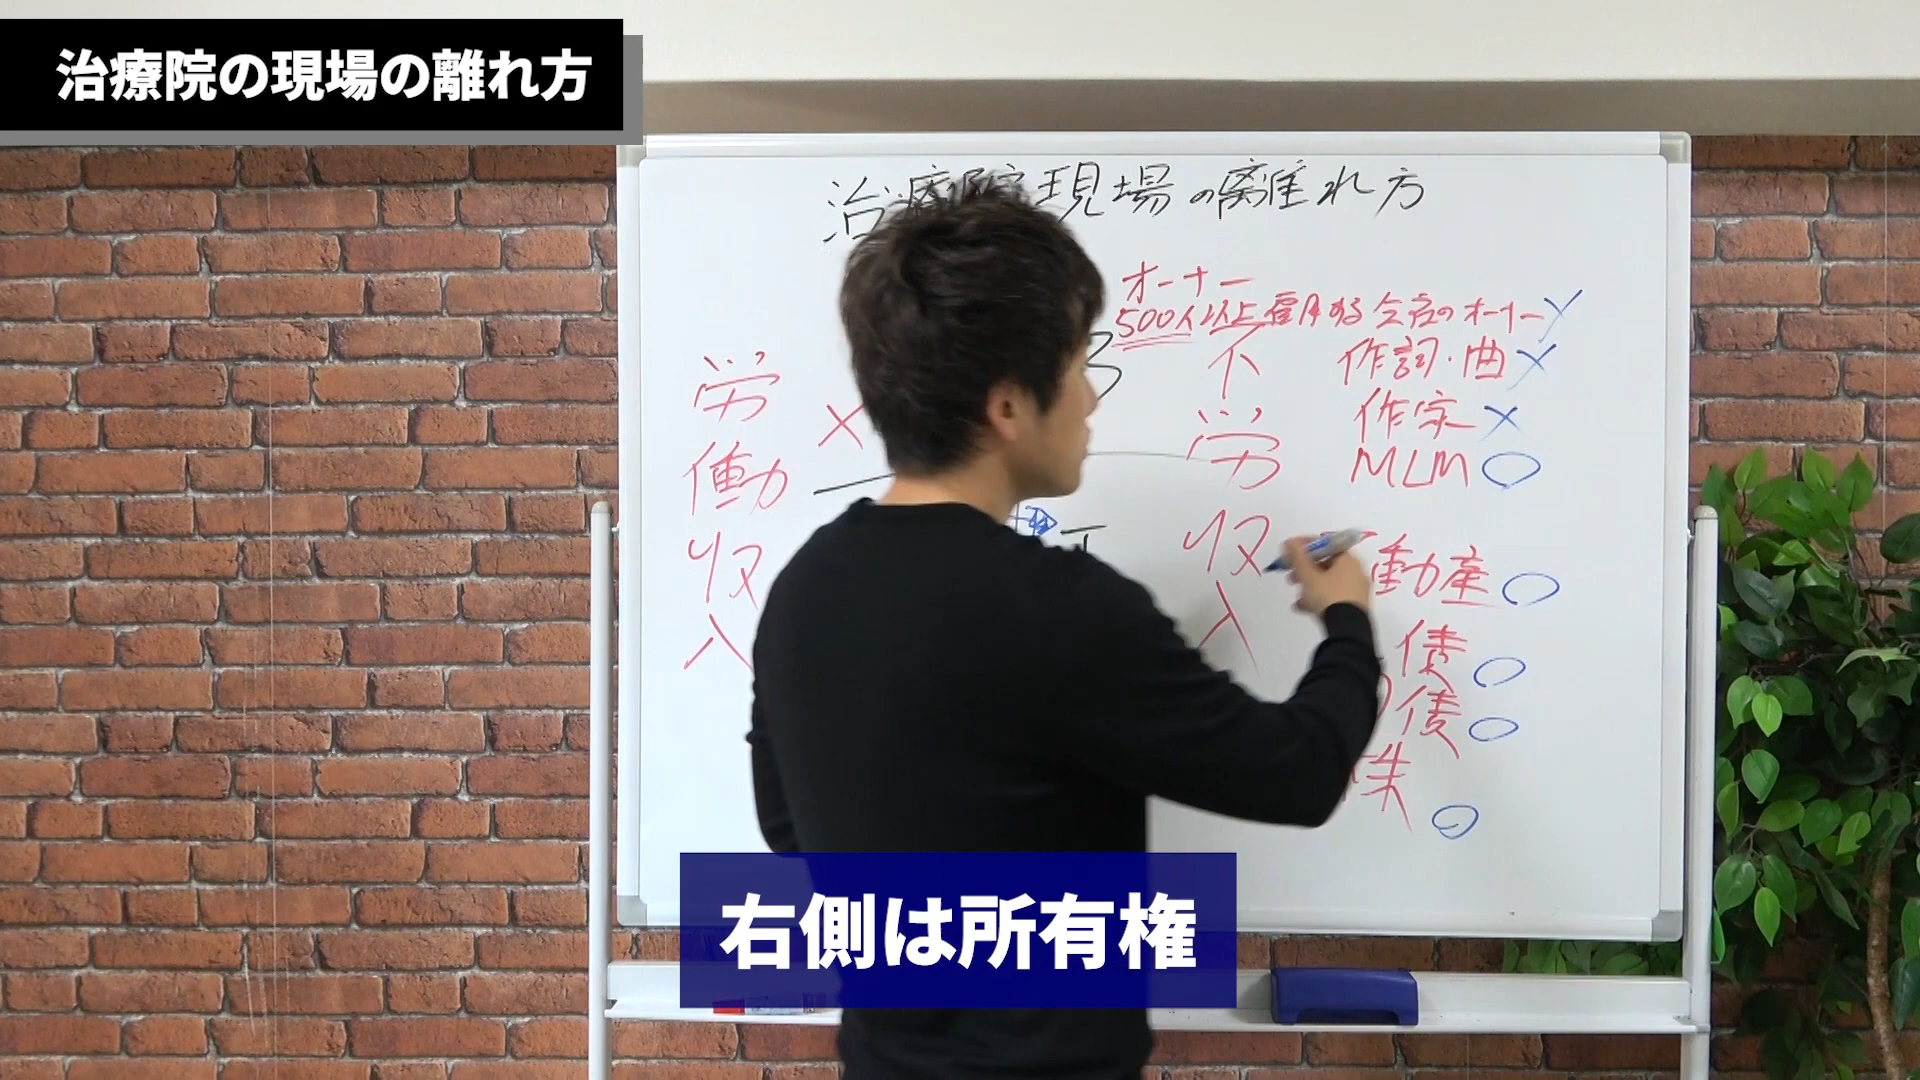 治療院の現場の離れ方
治療院現場の離れ方
オーナー
500人以上雇用する会社のオーナー×
作詞・曲×
作家×
MLM○
労働収入
×
不労収入
動産○
債○
債○
株○
右側は所有権